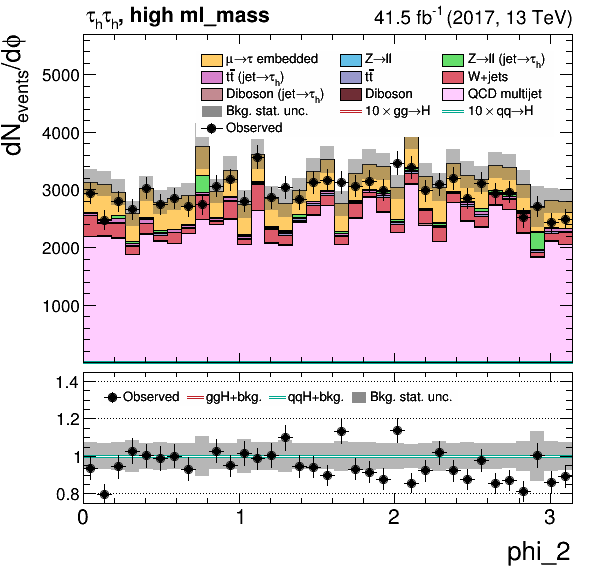 τhτh, high ml_mass 41.5 fb⁻¹ (2017, 13 TeV)
dNevents/dϕ
μ→τ embedded Z→ll Z→ll (jet→τh)
tt̄ (jet→τh) tt̄ W+jets
Diboson (jet→τh) Diboson QCD multijet
Bkg. stat. unc. 10 × gg→H 10 × qq→H
Observed
5000
4000
3000
2000
1000
Observed ggH+bkg. qqH+bkg. Bkg. stat. unc.
1.4
1.2
1
0.8
0 1 2 3
phi_2